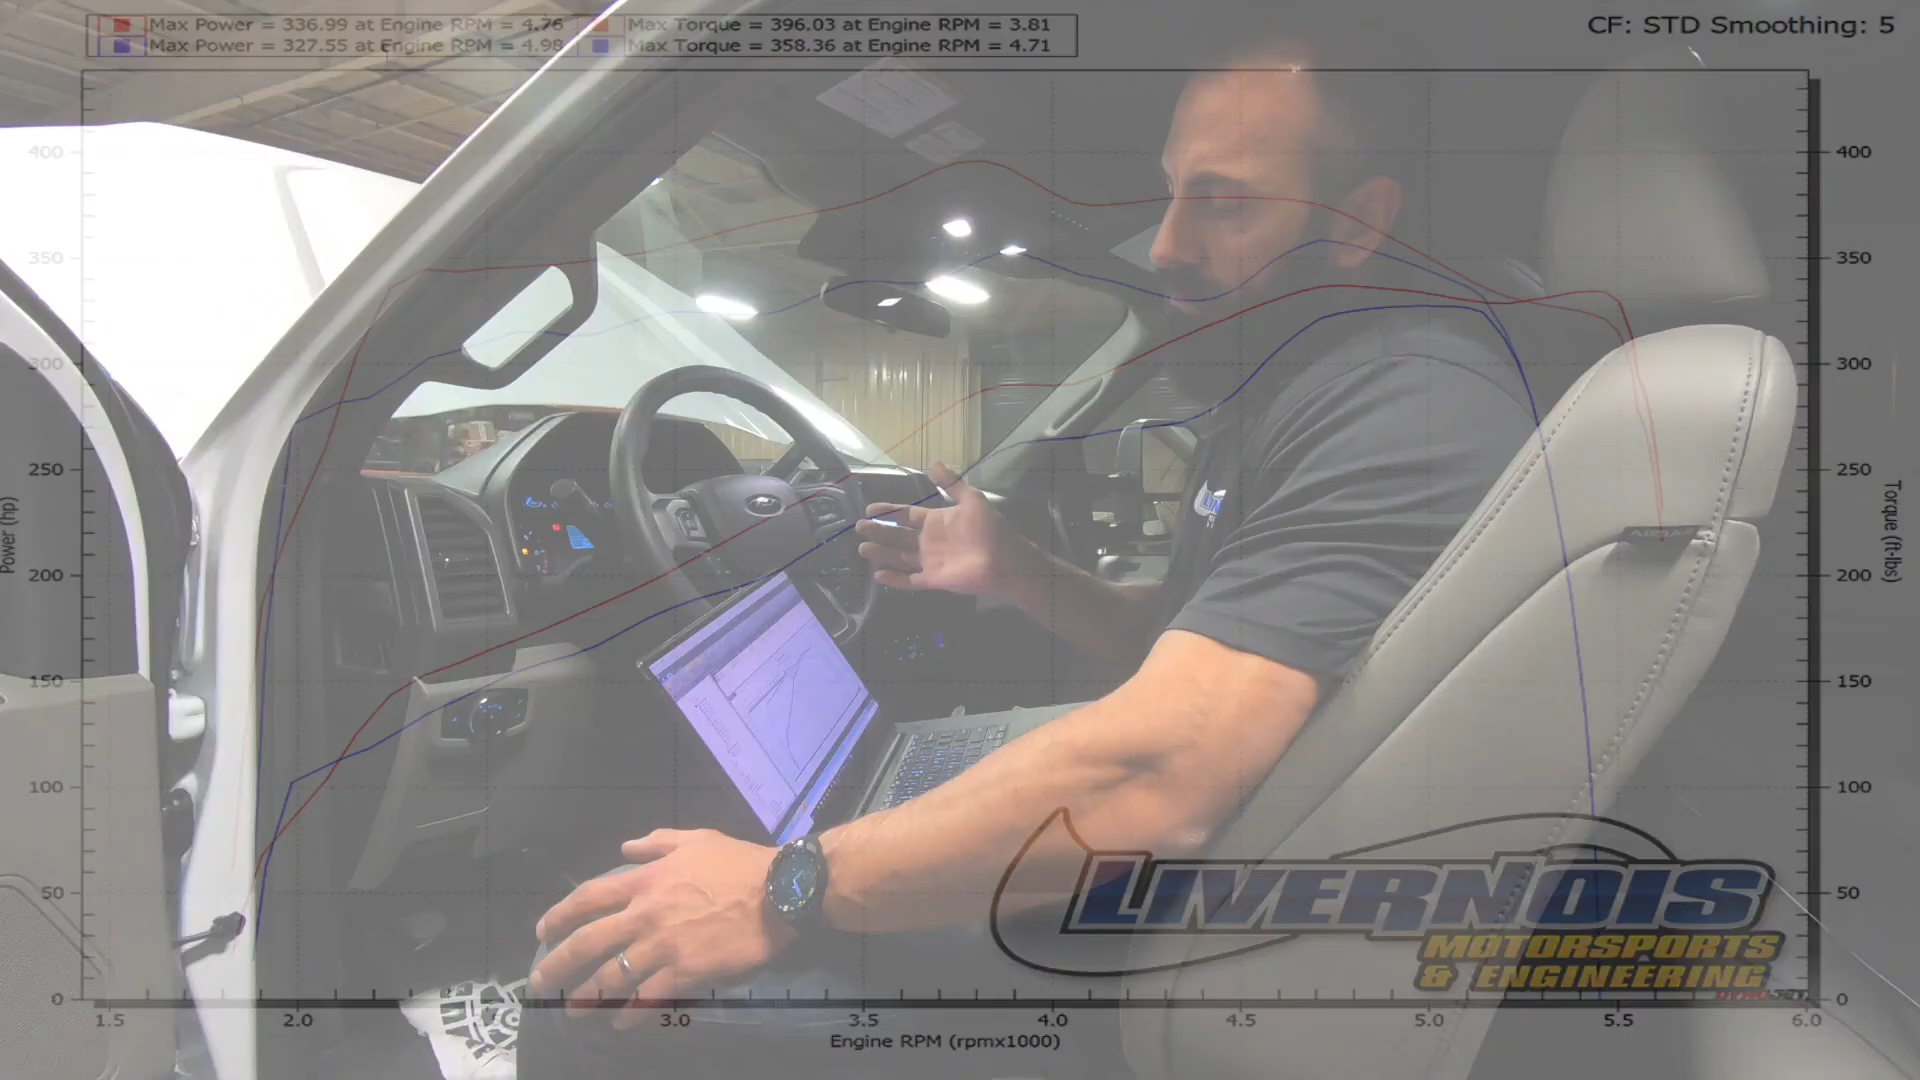 Max Power = 336.99 at Engine RPM = 4.76 Max Torque = 396.03 at Engine RPM = 3.81
Max Power = 327.55 at Engine RPM = 4.98 Max Torque = 358.36 at Engine RPM = 4.71
CF: STD Smoothing: 5
400 400
350 350
300 300
250 250
200 200
150 150
100 100
50 50
0 0
Power (hp)
Torque (ft-lbs)
Ford
AIRBAG
LIVERNOIS
MOTORSPORTS
& ENGINEERING
1.5 2.0 3.0 3.5 4.0 4.5 5.0 5.5 6.0
Engine RPM (rpmx1000)